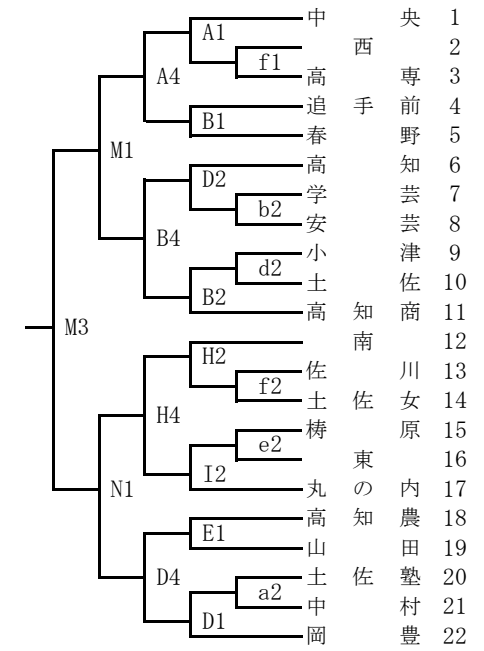 中央 1
A1
西 2
f1
高専 3
A4
追手前 4
B1
春野 5
M1
高知 6
D2
学芸 7
b2
安芸 8
B4
小津 9
d2
土佐 10
B2
高知商 11
M3
南 12
H2
佐川 13
f2
土佐女 14
H4
梼原 15
e2
東 16
I2
丸の内 17
N1
高知農 18
E1
山田 19
D4
土佐塾 20
a2
中村 21
D1
岡豊 22